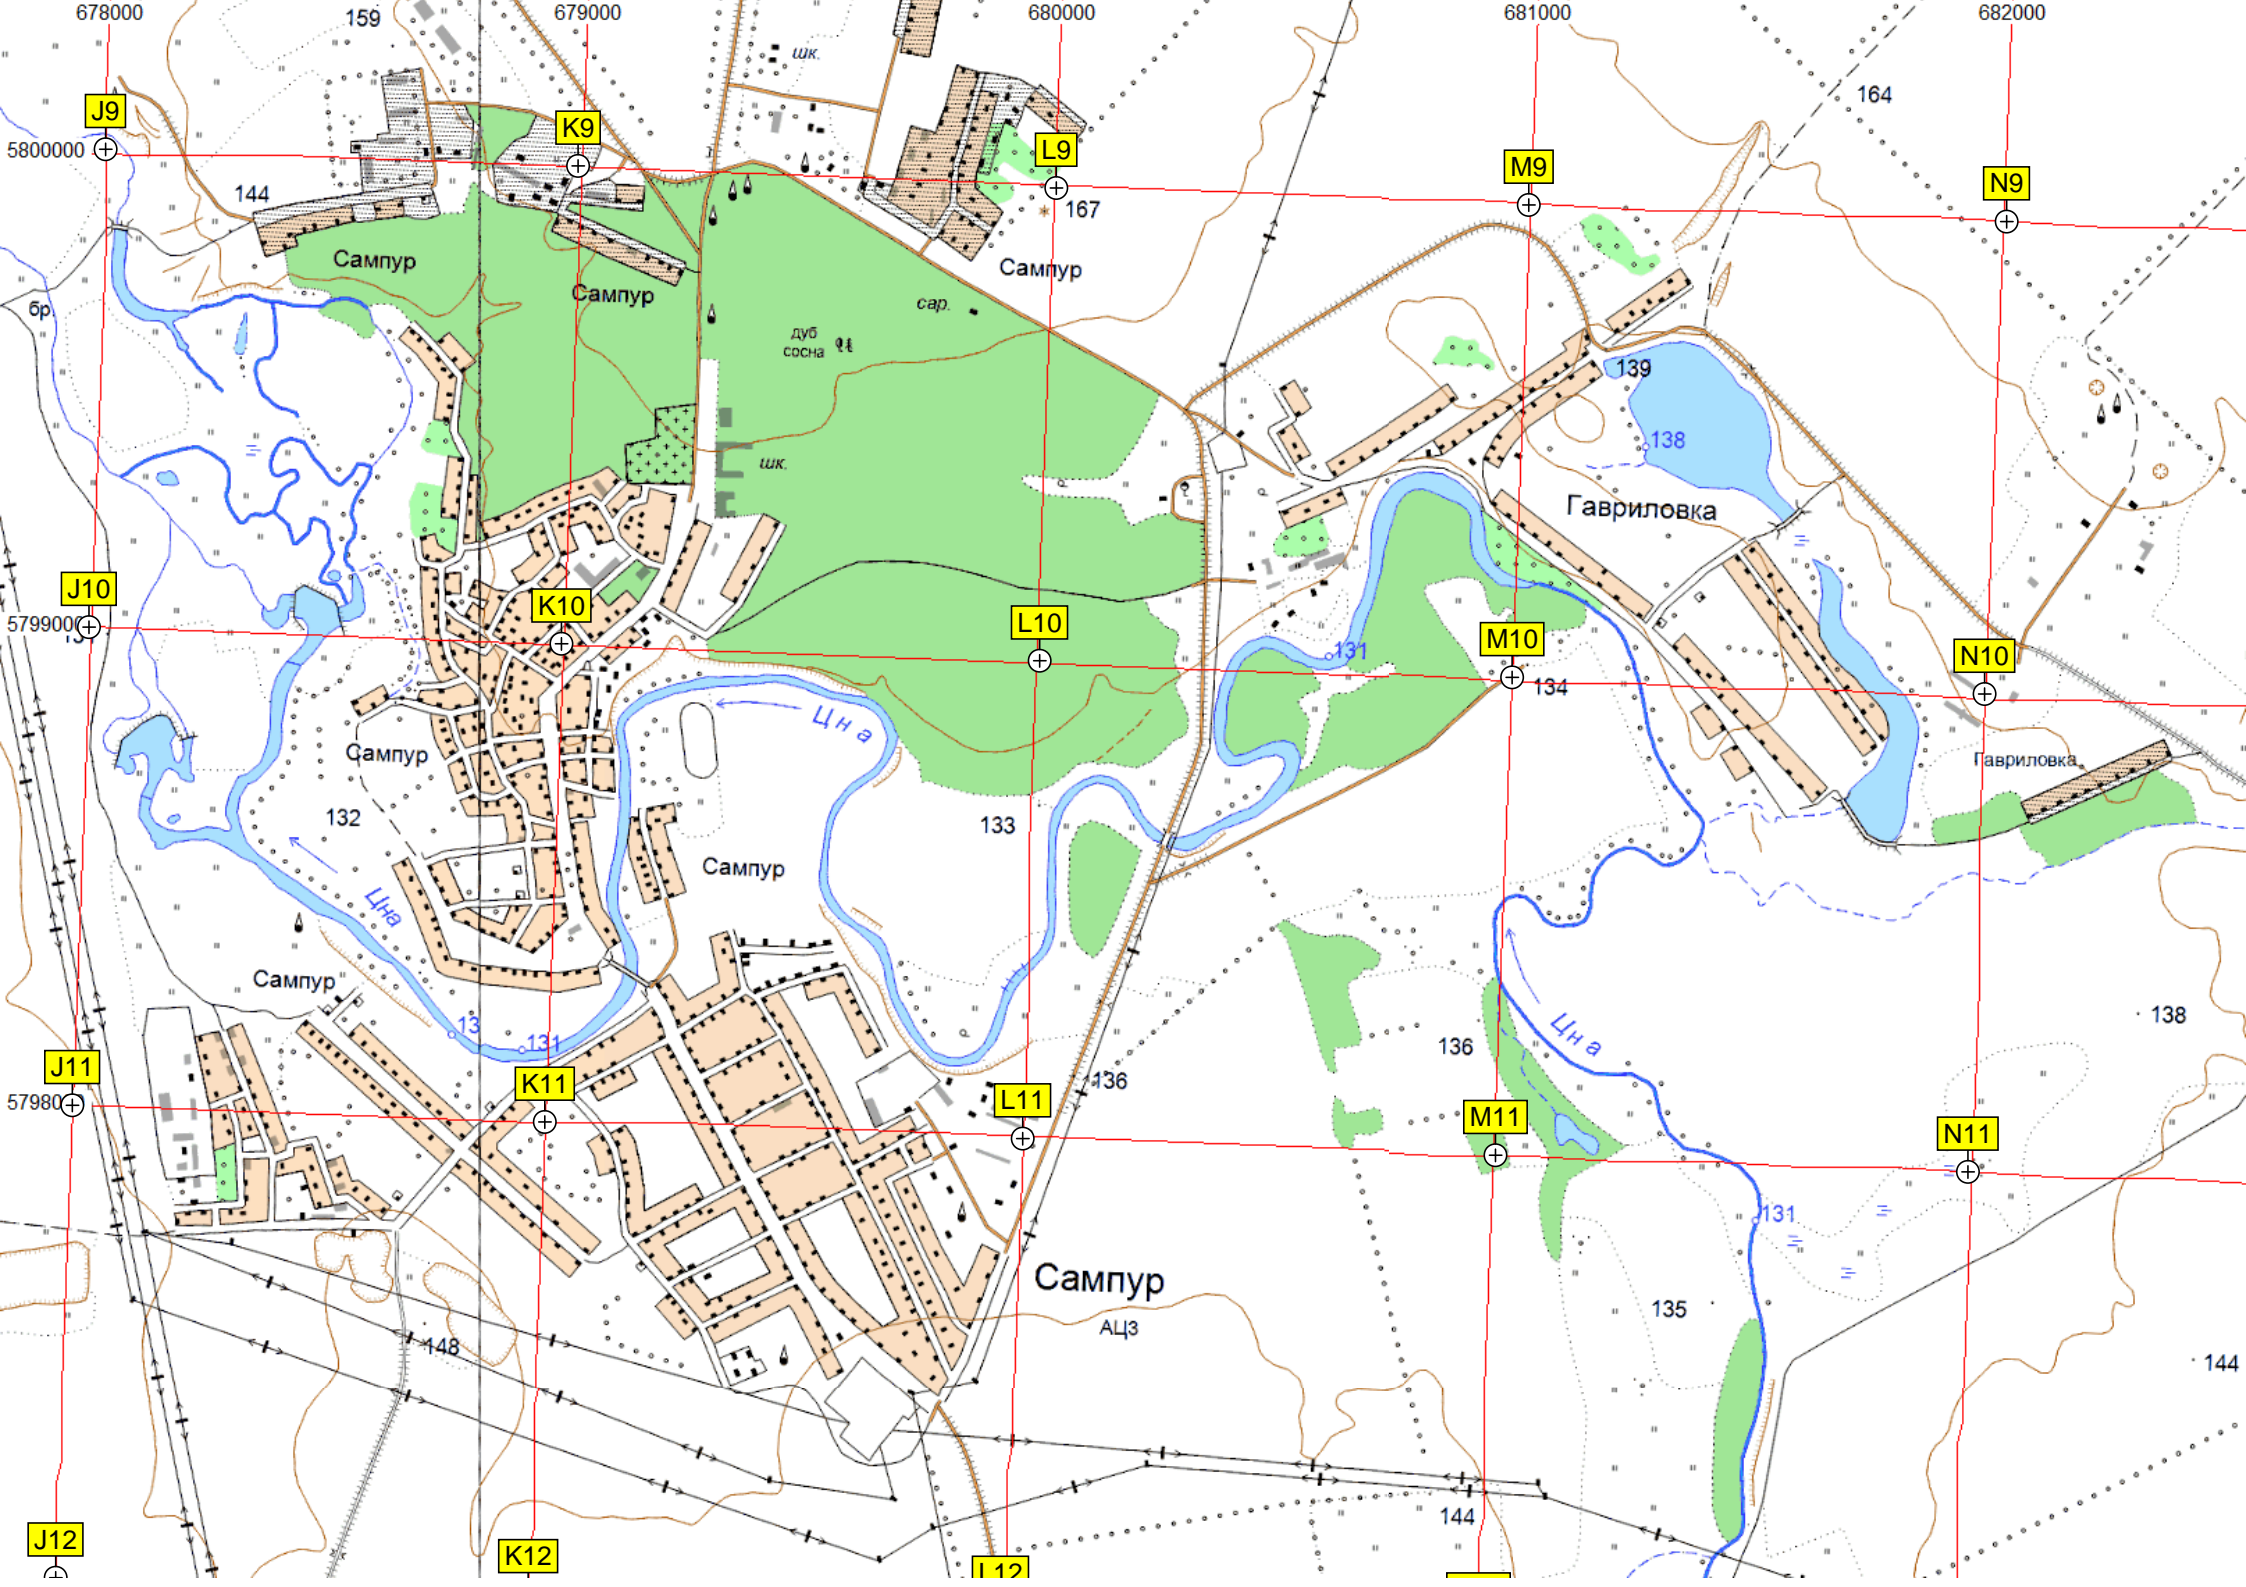 678000
679000
680000
681000
682000
159
шк.
164
J9
K9
L9
M9
N9
5800000
144
167
Сампур
Сампур
Сампур
бр.
сар.
дуб
сосна
139
138
шк.
Гавриловка
J10
K10
L10
M10
N10
5799000
131
134
Цна
Сампур
Гавриловка
132
133
Сампур
Цна
Сампур
13
131
138
136
Цна
136
J11
K11
L11
M11
N11
5798000
131
Сампур
135
АЦЗ
148
144
144
J12
K12
L12